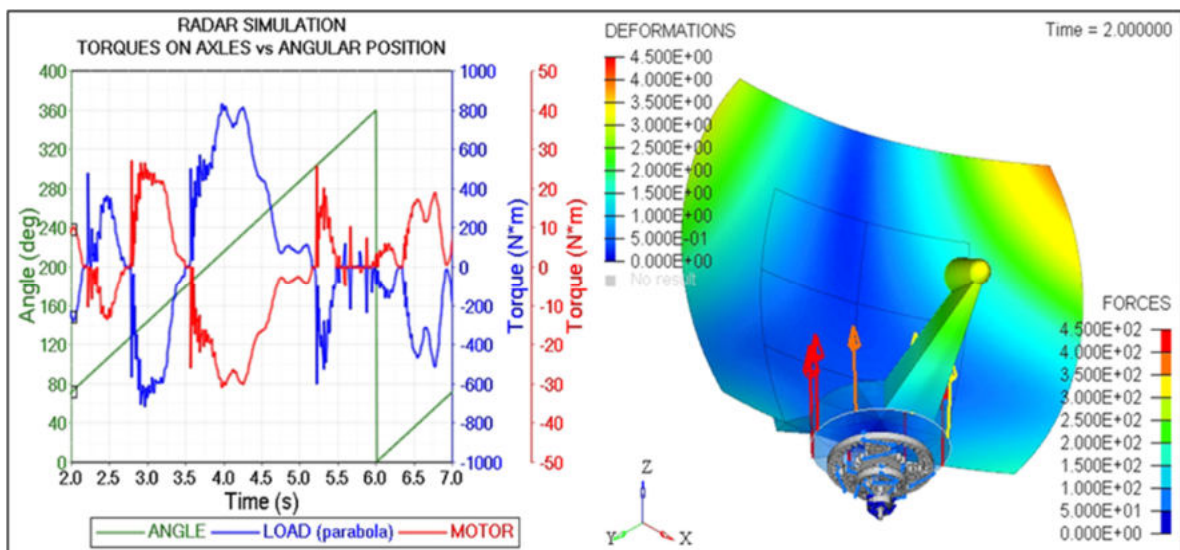 RADAR SIMULATION
TORQUES ON AXLES vs ANGULAR POSITION
400
360
320
280
240
200
160
120
80
40
0
Angle (deg)
1000
800
600
400
200
0
-200
-400
-600
-800
-1000
Torque (N*m)
50
40
30
20
10
0
-10
-20
-30
-40
-50
Torque (N*m)
2.0 2.5 3.0 3.5 4.0 4.5 5.0 5.5 6.0 6.5 7.0
Time (s)
ANGLE LOAD (parabola) MOTOR
DEFORMATIONS
4.500E+00
4.000E+00
3.500E+00
3.000E+00
2.000E+00
1.500E+00
1.000E+00
5.000E-01
0.000E+00
No result
Time = 2.000000
FORCES
4.500E+02
4.000E+02
3.500E+02
3.000E+02
2.000E+02
1.500E+02
1.000E+02
5.000E+01
0.000E+00
Z
Y
X